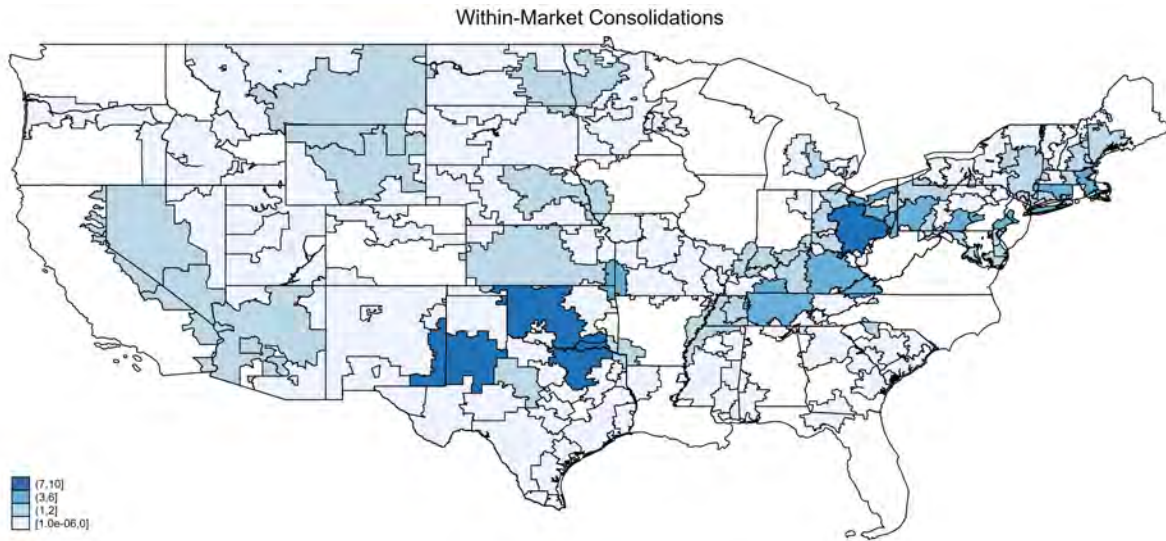 Within-Market Consolidations
(7,10]
(3,6]
(1,2]
[1.0e-06,0]